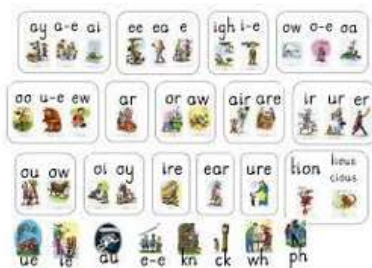 ay a-e ai ee ea e igh i-e ow o-e oa
oo u-e ew ar or aw air are ir ur er
ou ow oi oy ire ear ure tion tious
cious
ue ie au e-e kn ck wh ph